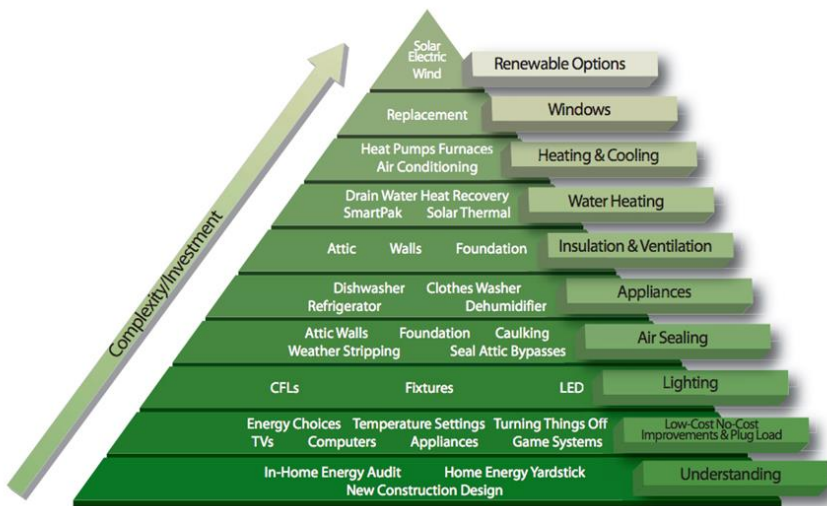 Solar
Electric
Wind
Renewable Options
Replacement
Windows
Heat Pumps Furnaces
Air Conditioning
Heating & Cooling
Drain Water Heat Recovery
SmartPak Solar Thermal
Water Heating
Attic Walls Foundation
Insulation & Ventilation
Dishwasher Clothes Washer
Refrigerator Dehumidifier
Appliances
Attic Walls Foundation Caulking
Weather Stripping Seal Attic Bypasses
Air Sealing
CFLs Fixtures LED
Lighting
Energy Choices Temperature Settings Turning Things Off
TVs Computers Appliances Game Systems
Low-Cost No-Cost
Improvements & Plug Load
In-Home Energy Audit Home Energy Yardstick
New Construction Design
Understanding
Complexity/Investment